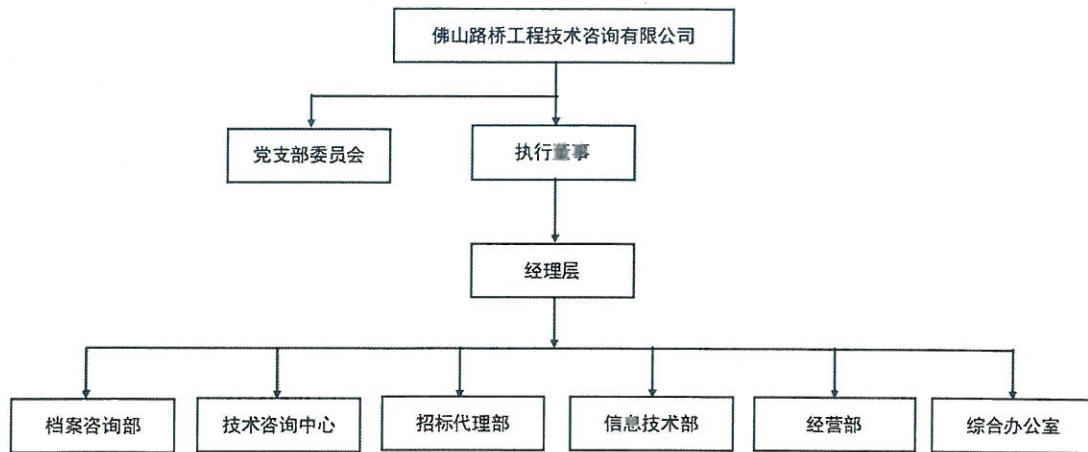 佛山路桥工程技术咨询有限公司
党支部委员会
执行董事
经理层
档案咨询部
技术咨询中心
招标代理部
信息技术部
经营部
综合办公室